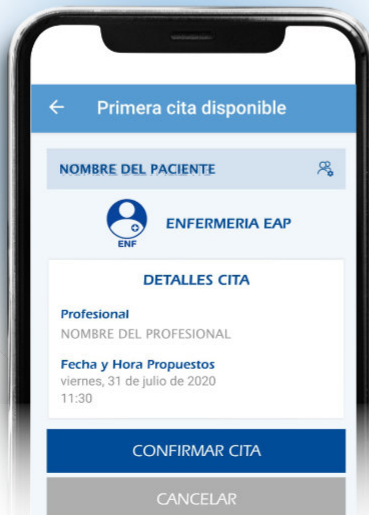 Primera cita disponible
NOMBRE DEL PACIENTE
ENF
ENFERMERIA EAP
DETALLES CITA
Profesional
NOMBRE DEL PROFESIONAL
Fecha y Hora Propuestos
viernes, 31 de julio de 2020
11:30
CONFIRMAR CITA
CANCELAR